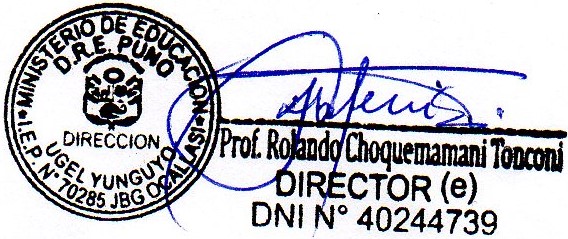 MINISTERIO DE EDUCACION
D.R.E. PUNO
DIRECCION
UGEL YUNGUYO
I.E.P. N° 70285 JBG OCALLASI
Prof. Rolando Choquemamani Tonconi
DIRECTOR (e)
DNI N° 40244739